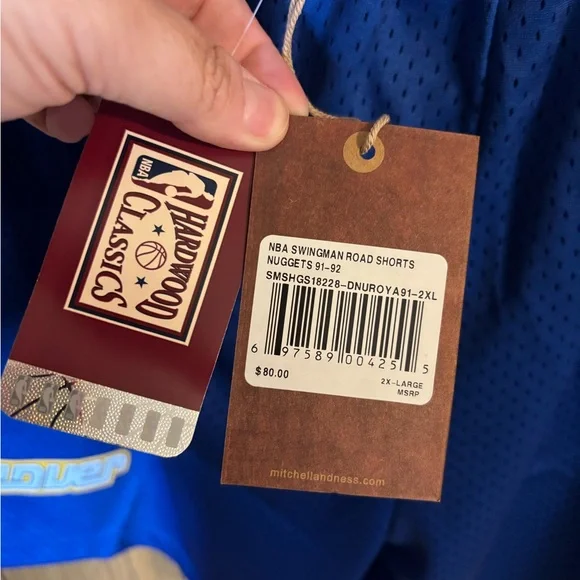 NBA
HARDWOOD
CLASSICS
NBA SWINGMAN ROAD SHORTS
NUGGETS 91-92
SMSHGS18228-DNUROYA91-2XL
6 97589 00425 5
$80.00
2X-LARGE
MSRP
mitchellandness.com